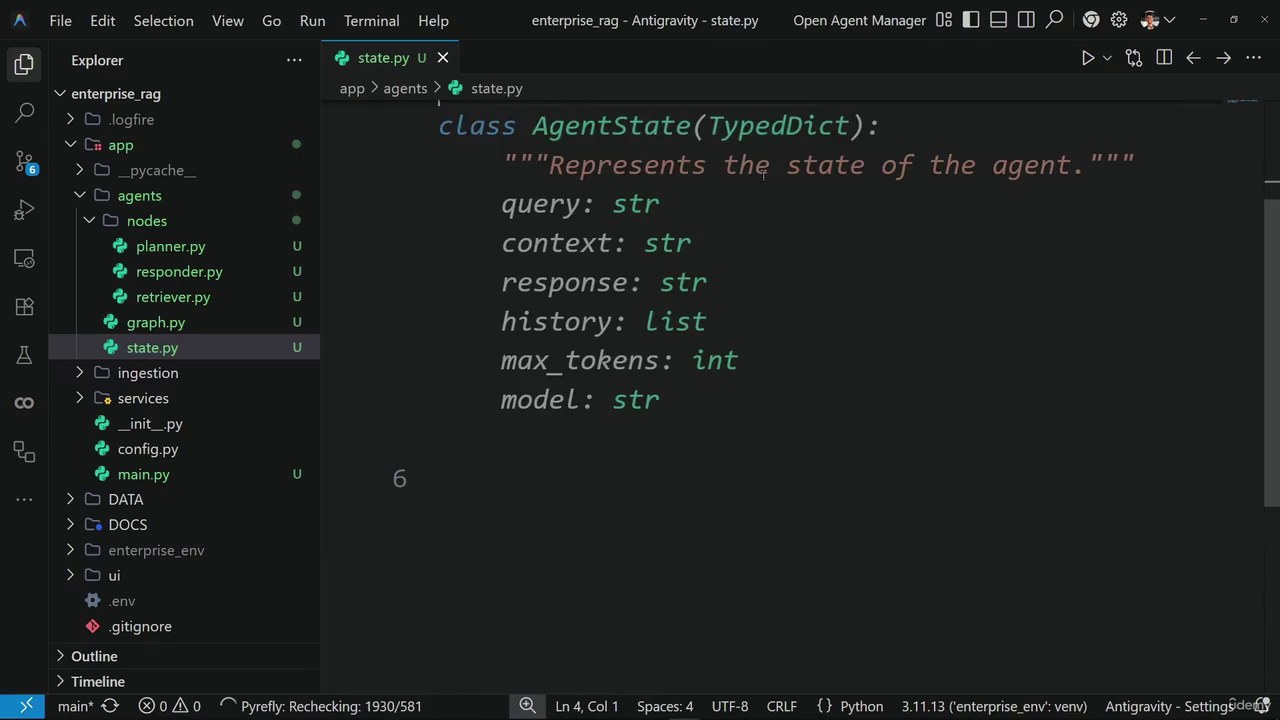 File Edit Selection View Go Run Terminal Help enterprise_rag - Antigravity - state.py Open Agent Manager
Explorer
state.py U
enterprise_rag
app > agents > state.py
.logfire
app
__pycache__
agents
nodes
planner.py U
responder.py U
retriever.py U
graph.py U
state.py U
ingestion
services
__init__.py
config.py
main.py U
DATA
DOCS
enterprise_env
ui
.env
.gitignore
Outline
Timeline
class AgentState(TypedDict):
"""Represents the state of the agent."""
query: str
context: str
response: str
history: list
max_tokens: int
model: str
6
6
main* 0 0 Pyrefly: Rechecking: 1930/581 Ln 4, Col 1 Spaces: 4 UTF-8 CRLF {} Python 3.11.13 ('enterprise_env': venv) Antigravity - Settings
Udemy